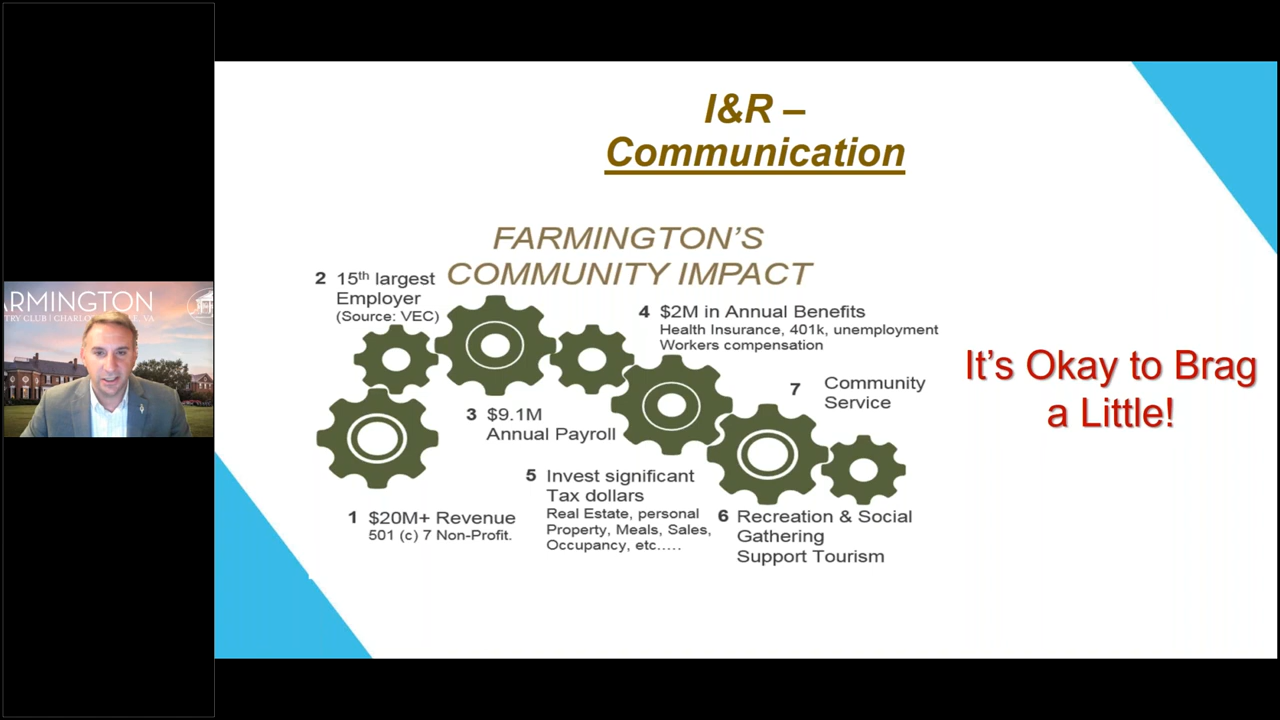 I&R –
Communication
FARMINGTON'S
COMMUNITY IMPACT
2 15th largest
Employer
(Source: VEC)
4 $2M in Annual Benefits
Health Insurance, 401k, unemployment
Workers compensation
7 Community
Service
3 $9.1M
Annual Payroll
5 Invest significant
Tax dollars
Real Estate, personal
Property, Meals, Sales,
Occupancy, etc.....
1 $20M+ Revenue
501 (c) 7 Non-Profit.
6 Recreation & Social
Gathering
Support Tourism
It's Okay to Brag
a Little!
ARMINGTON
TRY CLUB | CHARLO
E, VA